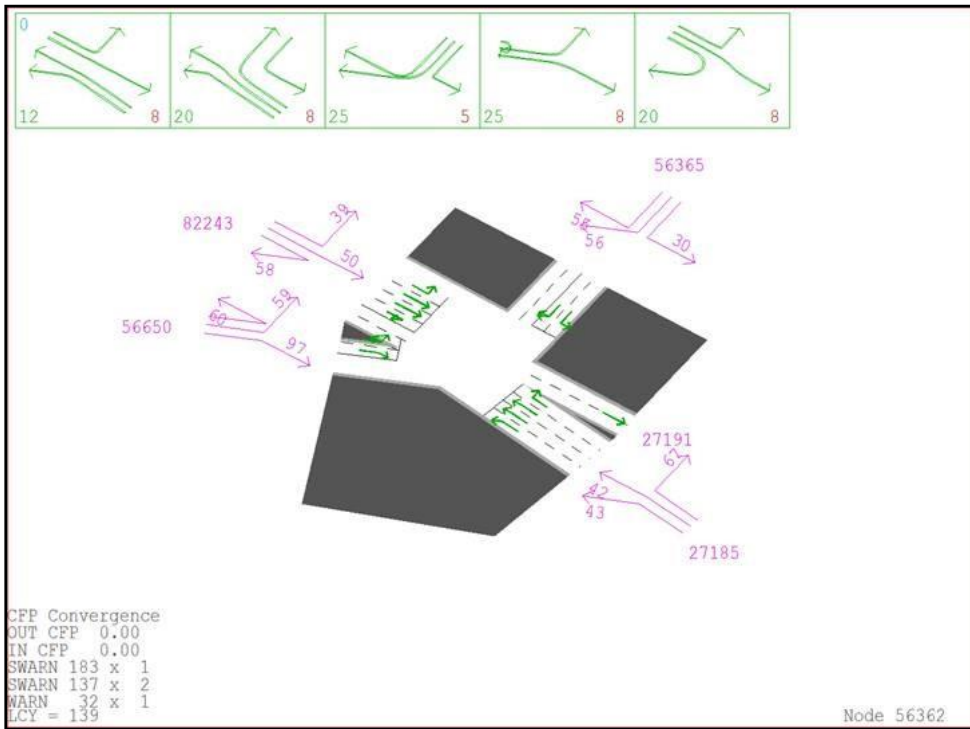 0
12 8 20 8 25 5 25 8 20 8
56365
82243
39
58
56
30
50
58
59
60
56650
97
27191
67
42
43
27185
CFP Convergence
OUT CFP 0.00
IN CFP 0.00
SWARN 183 x 1
SWARN 137 x 2
WARN 32 x 1
LCY = 139
Node 56362